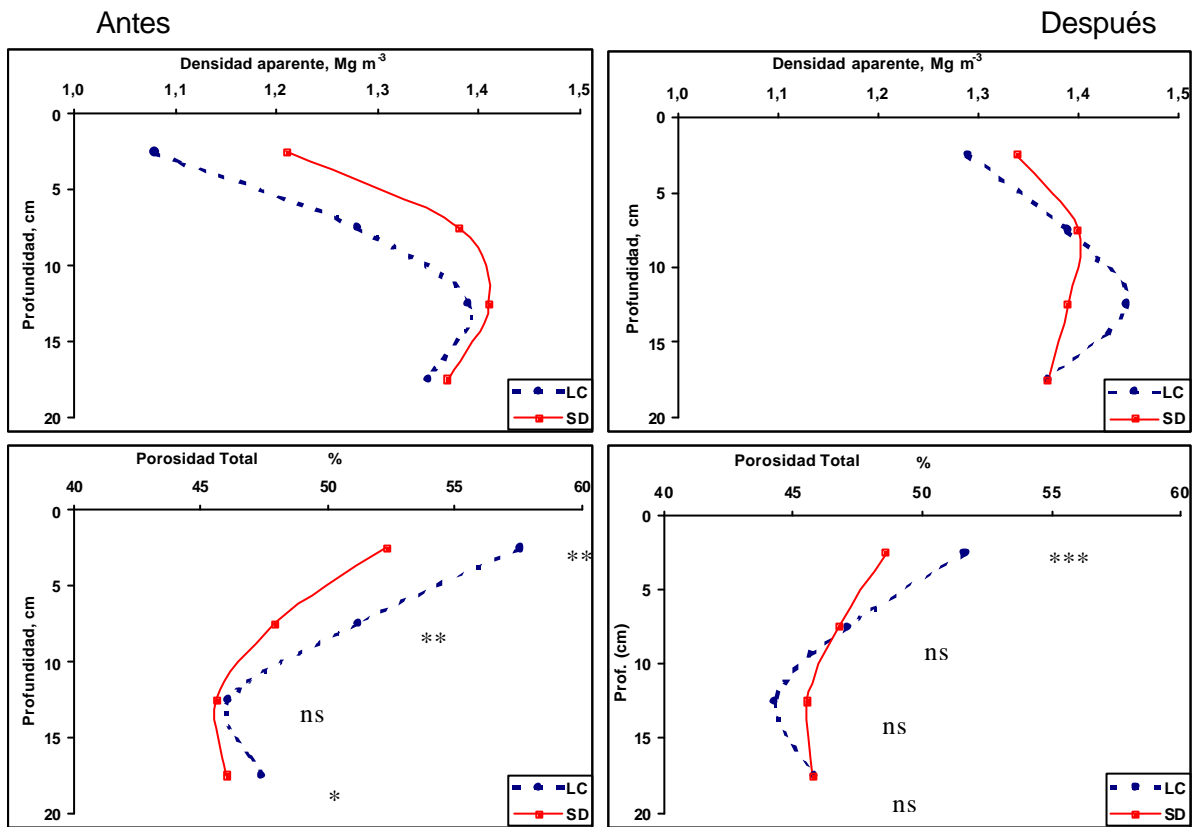 Antes
Después
Densidad aparente, Mg m-3
1,0 1,1 1,2 1,3 1,4 1,5
0
5
10
15
20
Profundidad, cm
LC
SD
Densidad aparente, Mg m-3
1,0 1,1 1,2 1,3 1,4 1,5
0
5
10
15
20
Profundidad, cm
LC
SD
Porosidad Total %
40 45 50 55 60
0
5
10
15
20
Profundidad, cm
**
**
ns
*
LC
SD
Porosidad Total %
40 45 50 55 60
0
5
10
15
20
Prof. (cm)
***
ns
ns
ns
LC
SD